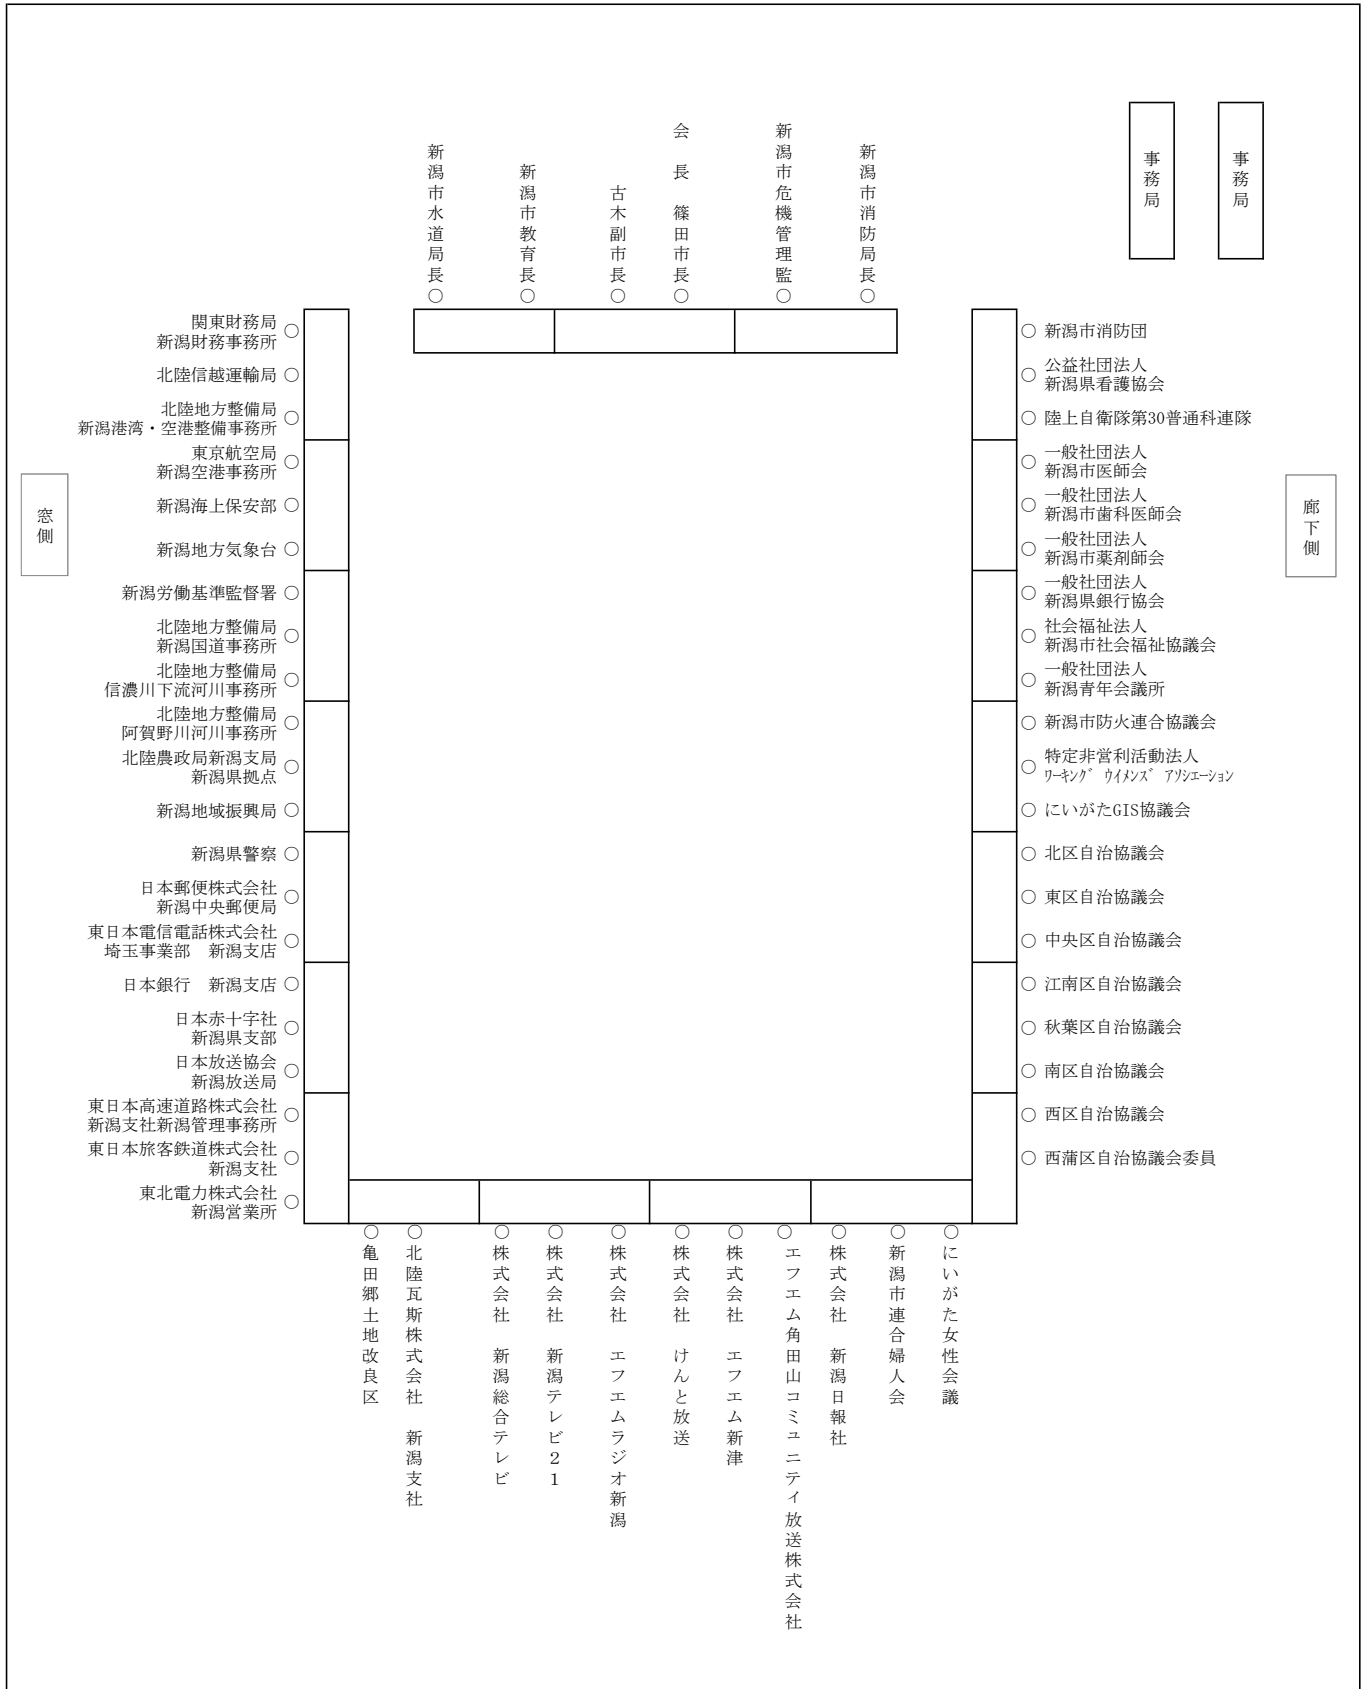 事務局
事務局
新潟市水道局長○
新潟市教育長○
古木副市長○
会　長　篠田市長○
新潟市危機管理監○
新潟市消防局長○
窓側
関東財務局
新潟財務事務所 ○
北陸信越運輸局 ○
北陸地方整備局
新潟港湾・空港整備事務所 ○
東京航空局
新潟空港事務所 ○
新潟海上保安部 ○
新潟地方気象台 ○
新潟労働基準監督署 ○
北陸地方整備局
新潟国道事務所 ○
北陸地方整備局
信濃川下流河川事務所 ○
北陸地方整備局
阿賀野川河川事務所 ○
北陸農政局新潟支局
新潟県拠点 ○
新潟地域振興局 ○
新潟県警察 ○
日本郵便株式会社
新潟中央郵便局 ○
東日本電信電話株式会社
埼玉事業部　新潟支店 ○
日本銀行　新潟支店 ○
日本赤十字社
新潟県支部 ○
日本放送協会
新潟放送局 ○
東日本高速道路株式会社
新潟支社新潟管理事務所 ○
東日本旅客鉄道株式会社
新潟支社 ○
東北電力株式会社
新潟営業所 ○
○ 新潟市消防団
○ 公益社団法人
新潟県看護協会
○ 陸上自衛隊第30普通科連隊
○ 一般社団法人
新潟市医師会
○ 一般社団法人
新潟市歯科医師会
○ 一般社団法人
新潟市薬剤師会
○ 一般社団法人
新潟県銀行協会
○ 社会福祉法人
新潟市社会福祉協議会
○ 一般社団法人
新潟青年会議所
○ 新潟市防火連合協議会
○ 特定非営利活動法人
ﾜｰｷﾝｸﾞ ｳｲﾒﾝｽﾞ ｱｿｼｴｰｼｮﾝ
○ にいがたGIS協議会
○ 北区自治協議会
○ 東区自治協議会
○ 中央区自治協議会
○ 江南区自治協議会
○ 秋葉区自治協議会
○ 南区自治協議会
○ 西区自治協議会
○ 西蒲区自治協議会委員
廊下側
○亀田郷土地改良区
○北陸瓦斯株式会社　新潟支社
○株式会社　新潟総合テレビ
○株式会社　新潟テレビ２１
○株式会社　エフエムラジオ新潟
○株式会社　けんと放送
○株式会社　エフエム新津
○エフエム角田山コミュニテイ放送株式会社
○株式会社　新潟日報社
○新潟市連合婦人会
○にいがた女性会議